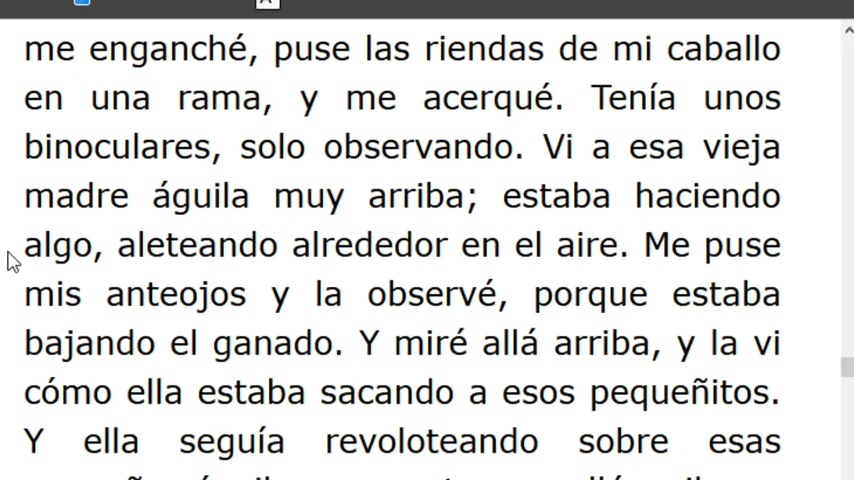 me enganché, puse las riendas de mi caballo
en una rama, y me acerqué. Tenía unos
binoculares, solo observando. Vi a esa vieja
madre águila muy arriba; estaba haciendo
algo, aleteando alrededor en el aire. Me puse
mis anteojos y la observé, porque estaba
bajando el ganado. Y miré allá arriba, y la vi
cómo ella estaba sacando a esos pequeñitos.
Y ella seguía revoloteando sobre esas